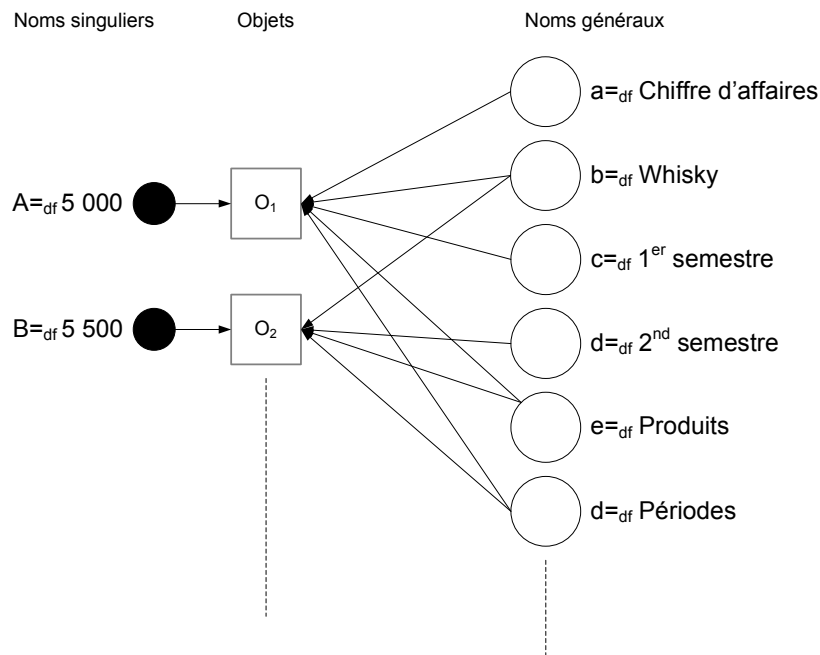 Noms singuliers
Objets
Noms généraux
a=df Chiffre d'affaires
b=df Whisky
A=df 5 000
O1
c=df 1er semestre
B=df 5 500
O2
d=df 2nd semestre
e=df Produits
d=df Périodes